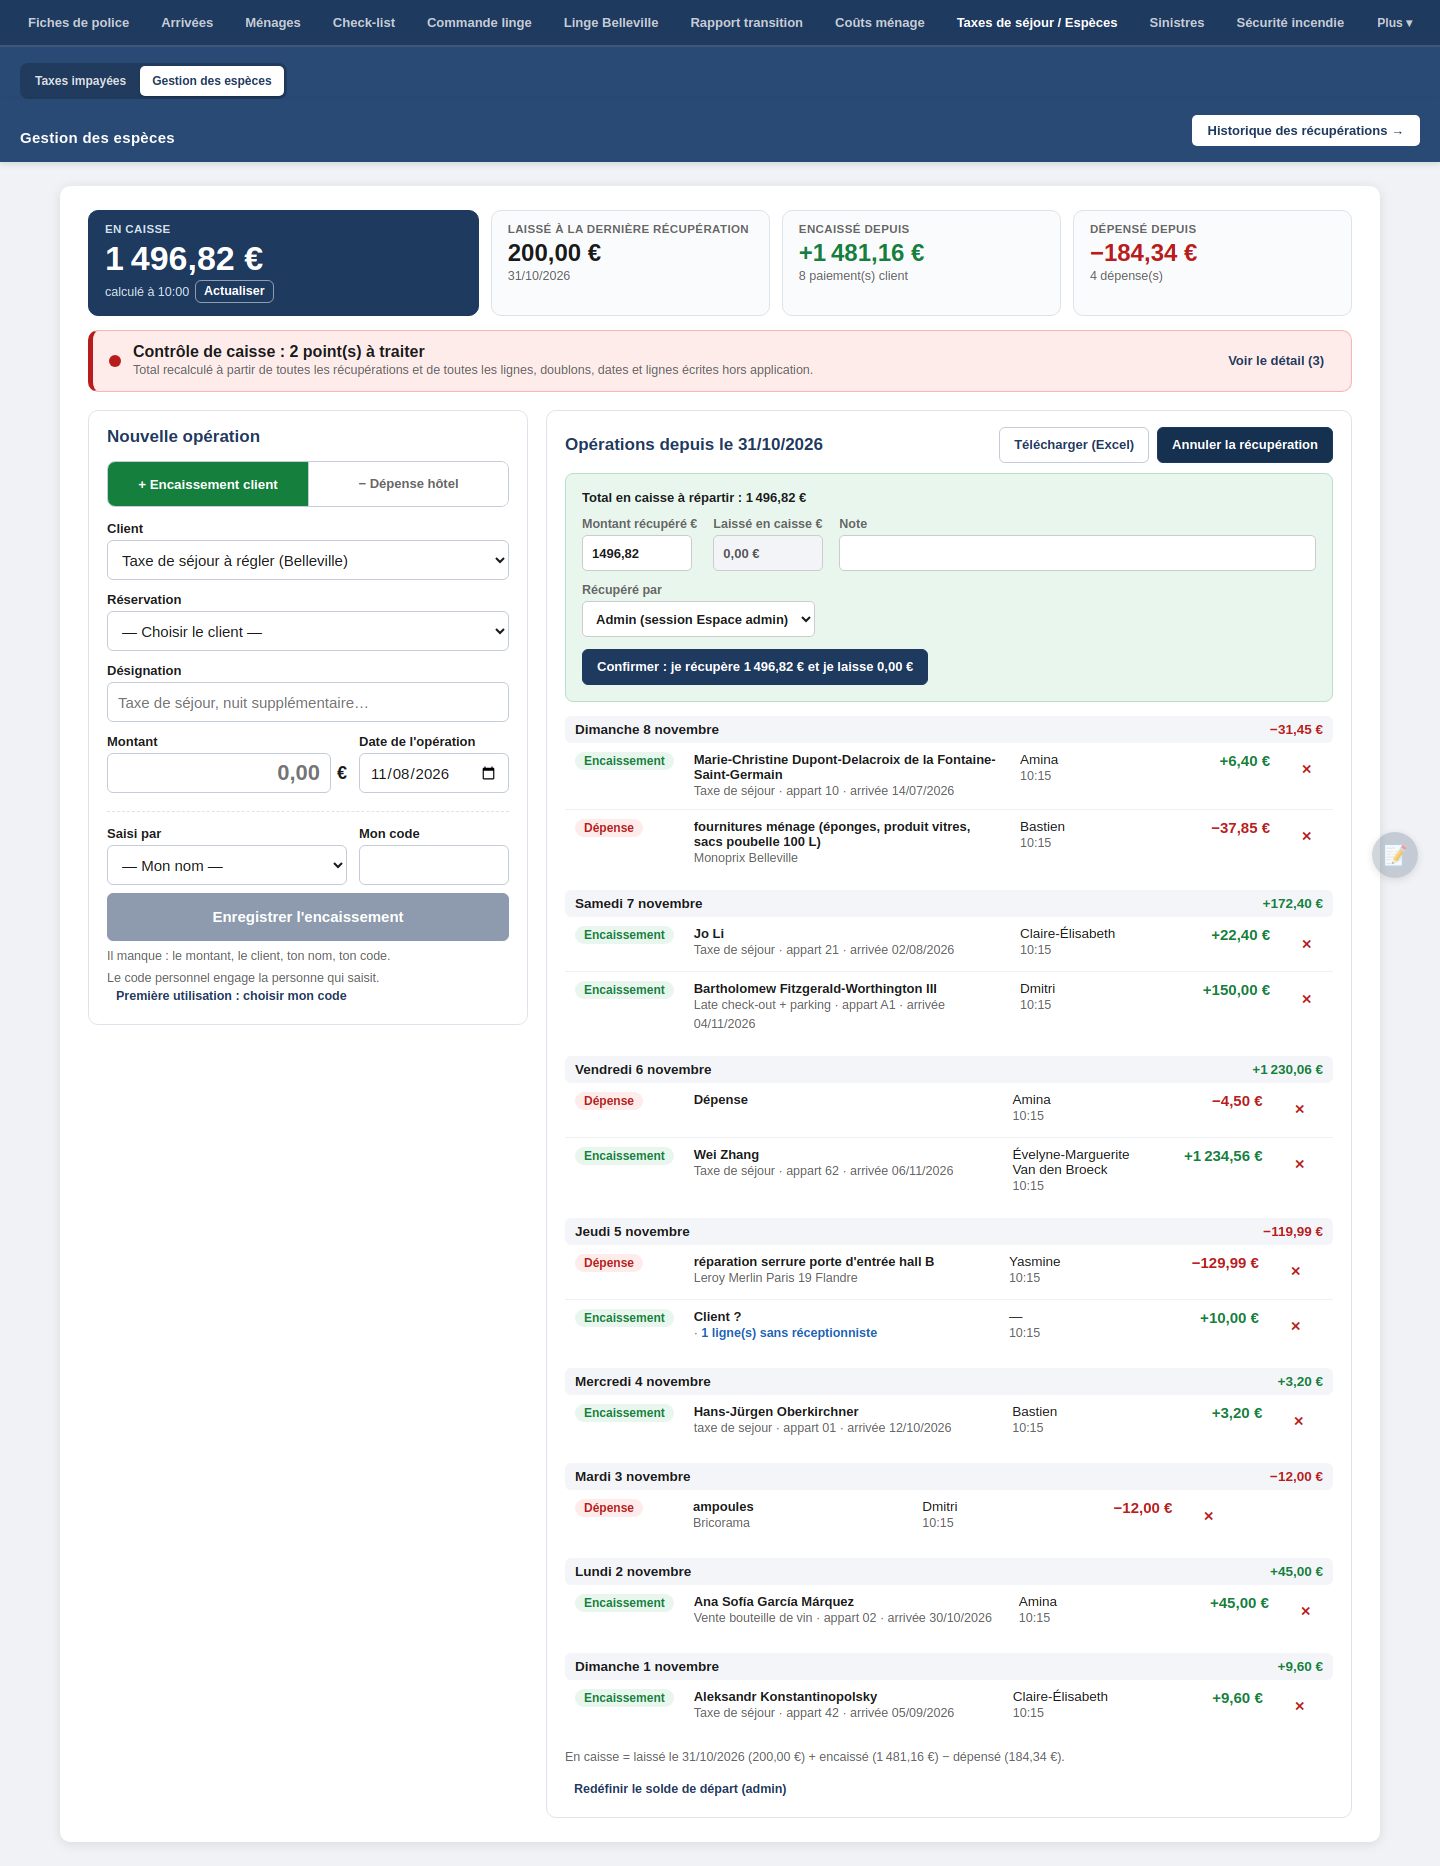 Fiches de police Arrivées Ménages Check-list Commande linge Linge Belleville Rapport transition Coûts ménage Taxes de séjour / Espèces Sinistres Sécurité incendie Plus ▾
Taxes impayées Gestion des espèces
Gestion des espèces
Historique des récupérations →
EN CAISSE
1 496,82 €
calculé à 10:00 Actualiser
LAISSÉ À LA DERNIÈRE RÉCUPÉRATION
200,00 €
31/10/2026
ENCAISSÉ DEPUIS
+1 481,16 €
8 paiement(s) client
DÉPENSÉ DEPUIS
−184,34 €
4 dépense(s)
Contrôle de caisse : 2 point(s) à traiter
Total recalculé à partir de toutes les récupérations et de toutes les lignes, doublons, dates et lignes écrites hors application.
Voir le détail (3)
Nouvelle opération
+ Encaissement client − Dépense hôtel
Client
Taxe de séjour à régler (Belleville)
Réservation
— Choisir le client —
Désignation
Taxe de séjour, nuit supplémentaire…
Montant Date de l'opération
0,00 € 11/08/2026
Saisi par Mon code
— Mon nom —
Enregistrer l'encaissement
Il manque : le montant, le client, ton nom, ton code.
Le code personnel engage la personne qui saisit.
Première utilisation : choisir mon code
Opérations depuis le 31/10/2026
Télécharger (Excel) Annuler la récupération
Total en caisse à répartir : 1 496,82 €
Montant récupéré € Laissé en caisse € Note
1496,82 0,00 €
Récupéré par
Admin (session Espace admin)
Confirmer : je récupère 1 496,82 € et je laisse 0,00 €
Dimanche 8 novembre −31,45 €
Encaissement Marie-Christine Dupont-Delacroix de la Fontaine- Amina +6,40 € ×
Saint-Germain 10:15
Taxe de séjour · appart 10 · arrivée 14/07/2026
Dépense fournitures ménage (éponges, produit vitres, Bastien −37,85 € ×
sacs poubelle 100 L) 10:15
Monoprix Belleville
Samedi 7 novembre +172,40 €
Encaissement Jo Li Claire-Élisabeth +22,40 € ×
Taxe de séjour · appart 21 · arrivée 02/08/2026 10:15
Encaissement Bartholomew Fitzgerald-Worthington III Dmitri +150,00 € ×
Late check-out + parking · appart A1 · arrivée 10:15
04/11/2026
Vendredi 6 novembre +1 230,06 €
Dépense Dépense Amina −4,50 € ×
10:15
Encaissement Wei Zhang Évelyne-Marguerite +1 234,56 € ×
Taxe de séjour · appart 62 · arrivée 06/11/2026 Van den Broeck
10:15
Jeudi 5 novembre −119,99 €
Dépense réparation serrure porte d'entrée hall B Yasmine −129,99 € ×
Leroy Merlin Paris 19 Flandre 10:15
Encaissement Client ? — +10,00 € ×
· 1 ligne(s) sans réceptionniste 10:15
Mercredi 4 novembre +3,20 €
Encaissement Hans-Jürgen Oberkirchner Bastien +3,20 € ×
taxe de sejour · appart 01 · arrivée 12/10/2026 10:15
Mardi 3 novembre −12,00 €
Dépense ampoules Dmitri −12,00 € ×
Bricorama 10:15
Lundi 2 novembre +45,00 €
Encaissement Ana Sofía García Márquez Amina +45,00 € ×
Vente bouteille de vin · appart 02 · arrivée 30/10/2026 10:15
Dimanche 1 novembre +9,60 €
Encaissement Aleksandr Konstantinopolsky Claire-Élisabeth +9,60 € ×
Taxe de séjour · appart 42 · arrivée 05/09/2026 10:15
En caisse = laissé le 31/10/2026 (200,00 €) + encaissé (1 481,16 €) − dépensé (184,34 €).
Redéfinir le solde de départ (admin)